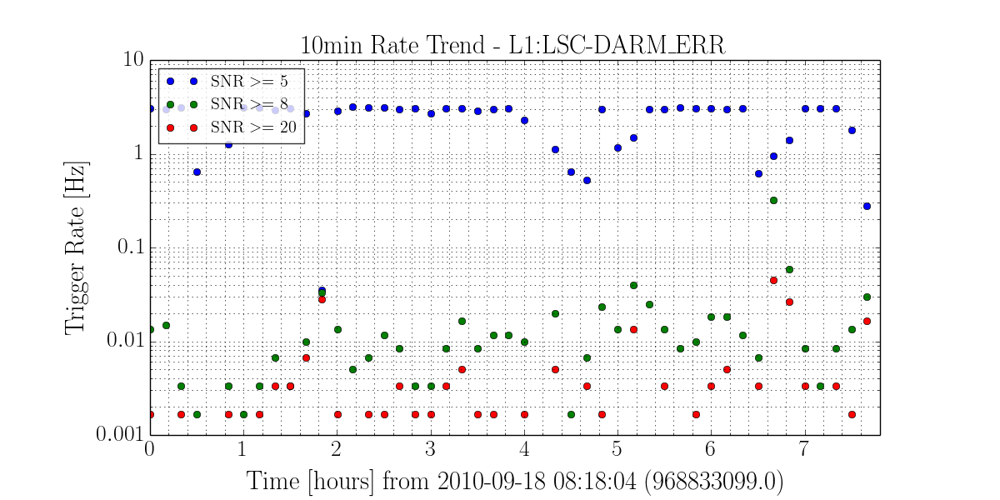 10min Rate Trend - L1:LSC-DARM_ERR
10
1
0.1
0.01
0.001
Trigger Rate [Hz]
SNR >= 5
SNR >= 8
SNR >= 20
0 1 2 3 4 5 6 7
Time [hours] from 2010-09-18 08:18:04 (968833099.0)